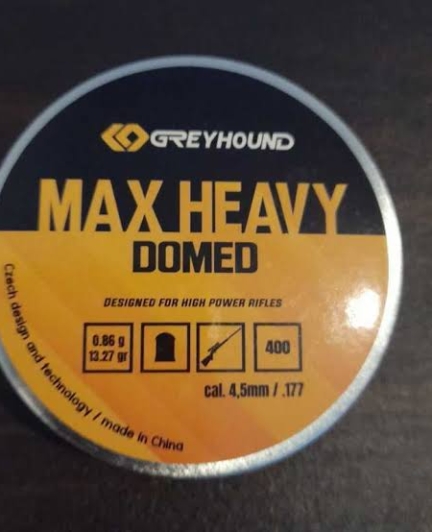 GREYHOUND
MAX HEAVY
DOMED
DESIGNED FOR HIGH POWER RIFLES
0.86 g
13.27 gr
400
cal. 4,5mm / .177
Czech design and technology / made in China